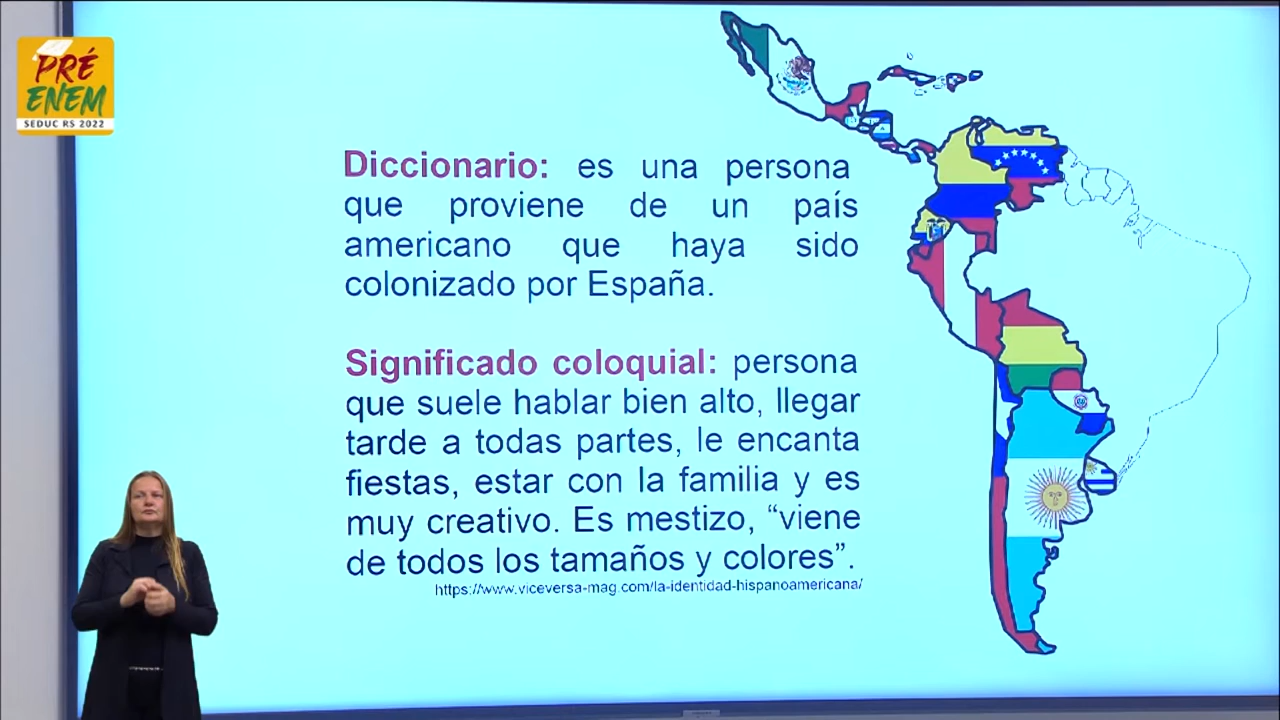 PRÉ
ENEM
SEDUC RS 2022
Diccionario: es una persona
que proviene de un país
americano que haya sido
colonizado por España.
Significado coloquial: persona
que suele hablar bien alto, llegar
tarde a todas partes, le encanta
fiestas, estar con la familia y es
muy creativo. Es mestizo, “viene
de todos los tamaños y colores”.
https://www.viceversa-mag.com/la-identidad-hispanoamericana/